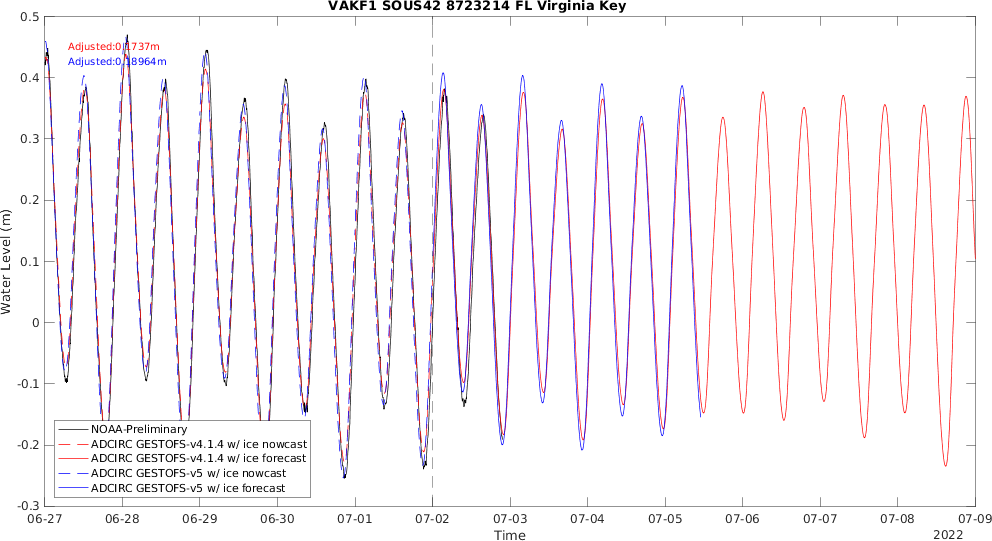 VAKF1 SOUS42 8723214 FL Virginia Key
Adjusted:0.1737m
Adjusted:0.18964m
Water Level (m)
0.5
0.4
0.3
0.2
0.1
0
-0.1
-0.2
-0.3
NOAA-Preliminary
ADCIRC GESTOFS-v4.1.4 w/ ice nowcast
ADCIRC GESTOFS-v4.1.4 w/ ice forecast
ADCIRC GESTOFS-v5 w/ ice nowcast
ADCIRC GESTOFS-v5 w/ ice forecast
06-27 06-28 06-29 06-30 07-01 07-02 07-03 07-04 07-05 07-06 07-07 07-08 07-09
Time
2022